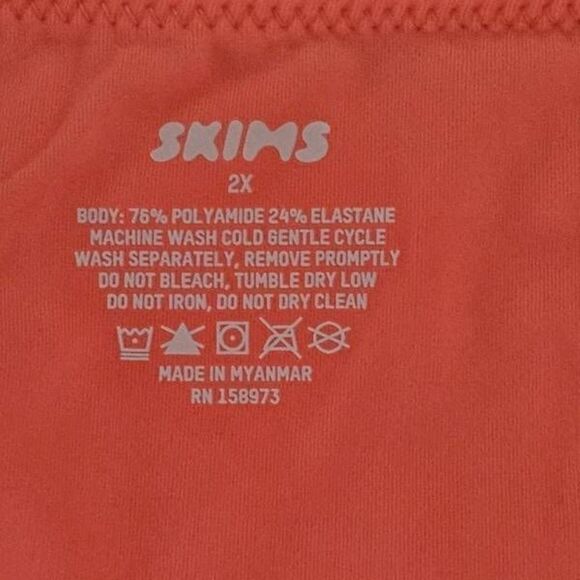 SKIMS
2X
BODY: 76% POLYAMIDE 24% ELASTANE
MACHINE WASH COLD GENTLE CYCLE
WASH SEPARATELY, REMOVE PROMPTLY
DO NOT BLEACH, TUMBLE DRY LOW
DO NOT IRON, DO NOT DRY CLEAN
MADE IN MYANMAR
RN 158973